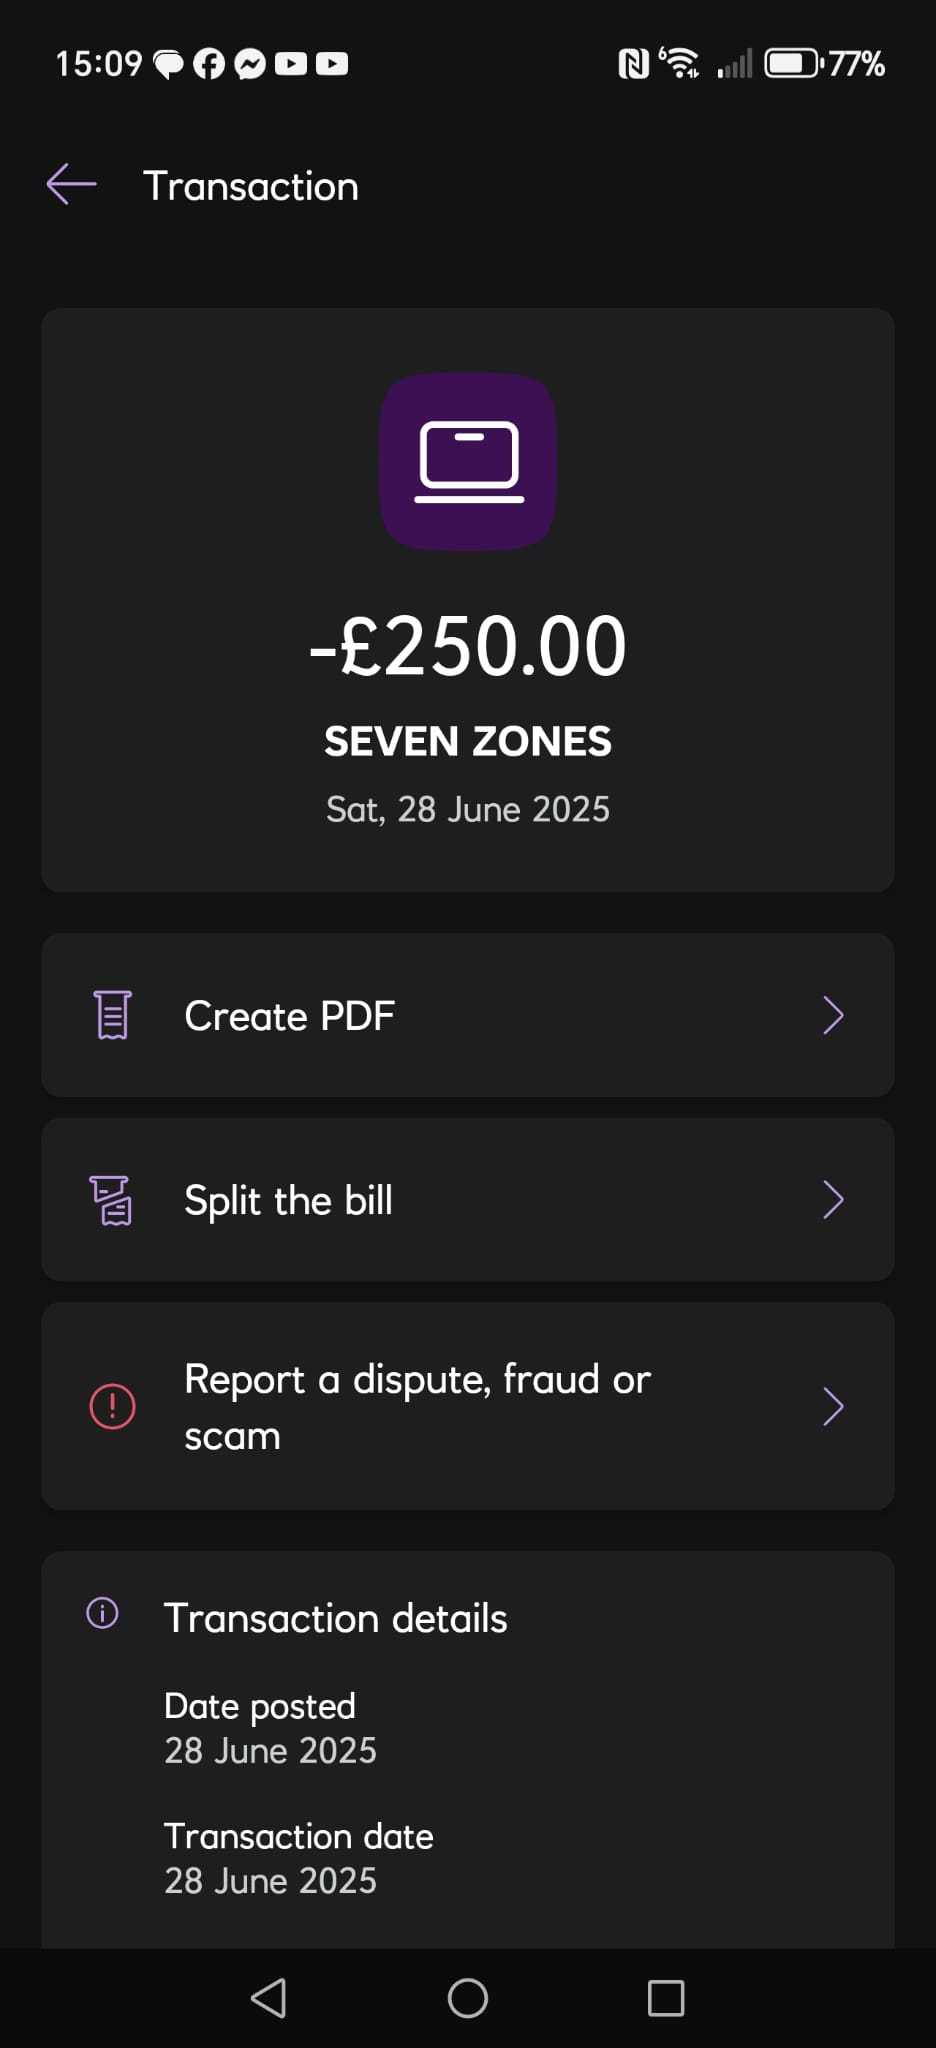 15:09
6
77%
Transaction
-£250.00
SEVEN ZONES
Sat, 28 June 2025
Create PDF
Split the bill
Report a dispute, fraud or
scam
Transaction details
Date posted
28 June 2025
Transaction date
28 June 2025